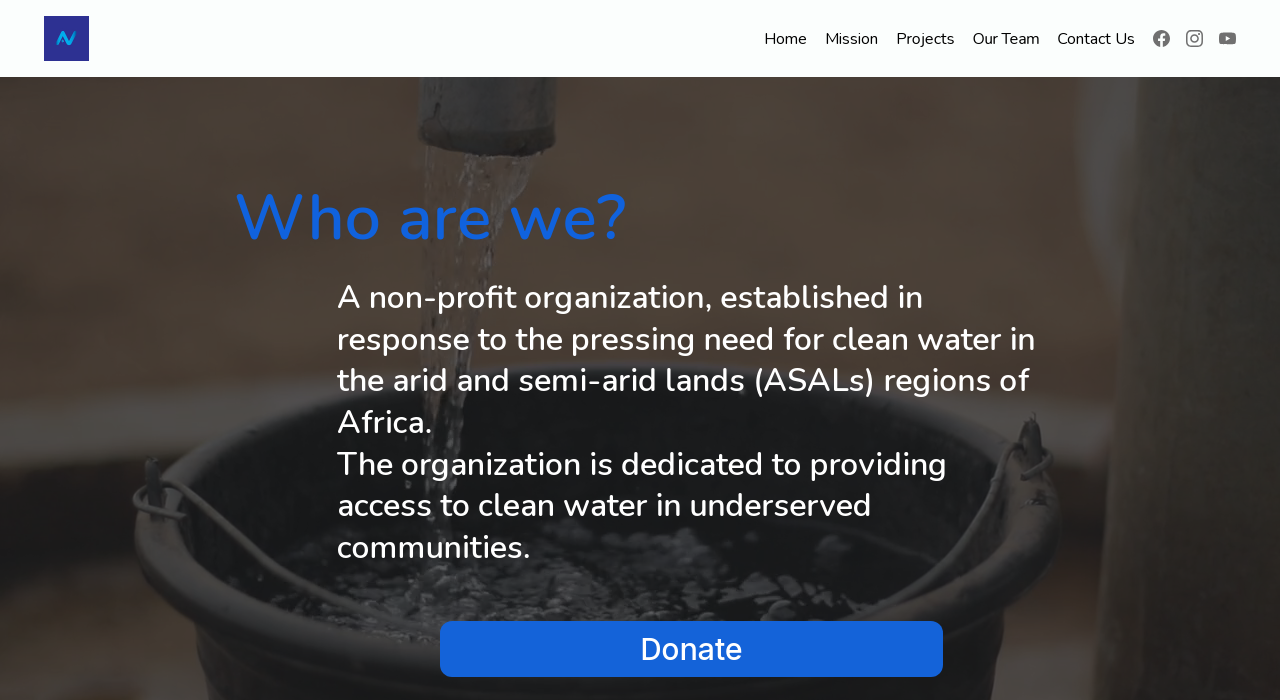 Home Mission Projects Our Team Contact Us
Who are we?
A non-profit organization, established in
response to the pressing need for clean water in
the arid and semi-arid lands (ASALs) regions of
Africa.
The organization is dedicated to providing
access to clean water in underserved
communities.
Donate